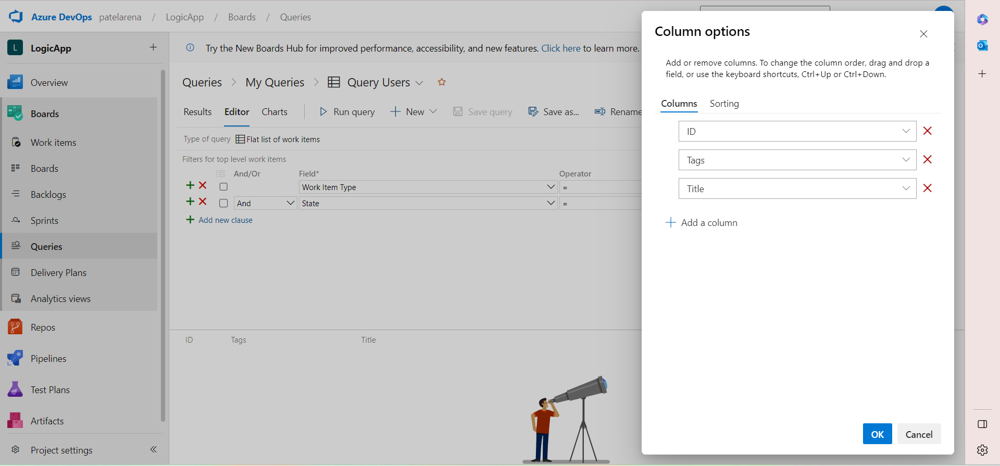 Azure DevOps patelarena / LogicApp / Boards / Queries
L LogicApp
Overview
Boards
Work items
Boards
Backlogs
Sprints
Queries
Delivery Plans
Analytics views
Repos
Pipelines
Test Plans
Artifacts
Project settings
Try the New Boards Hub for improved performance, accessibility, and new features. Click here to learn more.
Queries > My Queries > Query Users
Results Editor Charts Run query New Save query Save as... Rename
Type of query Flat list of work items
Filters for top level work items
And/Or Field* Operator
Work Item Type =
And State =
Add new clause
ID Tags Title
Column options
Add or remove columns. To change the column order, drag and drop a
field, or use the keyboard shortcuts, Ctrl+Up or Ctrl+Down.
Columns Sorting
ID
Tags
Title
Add a column
OK Cancel